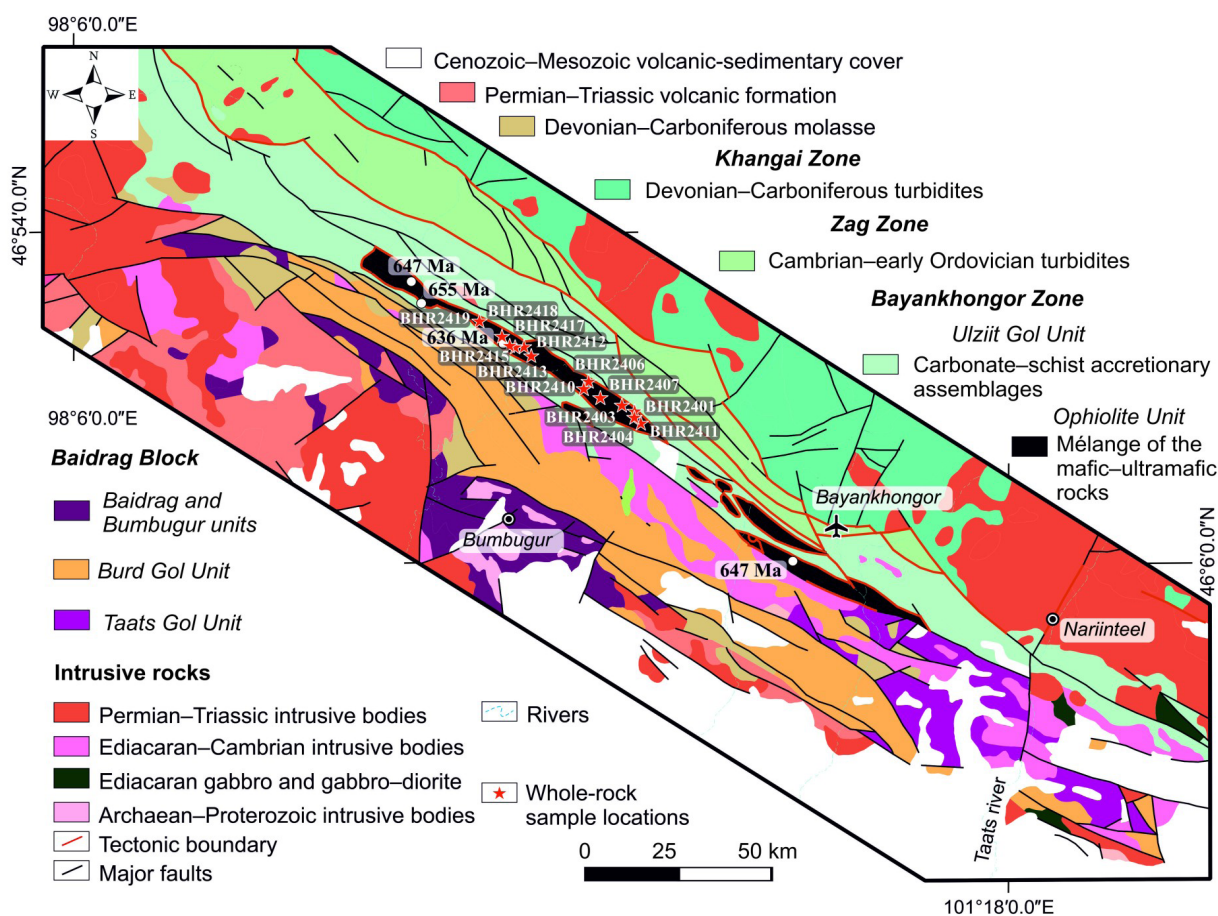 98°6′0.0″E
N
W
E
S
46°54′0.0″N
Cenozoic–Mesozoic volcanic-sedimentary cover
Permian–Triassic volcanic formation
Devonian–Carboniferous molasse
Khangai Zone
Devonian–Carboniferous turbidites
Zag Zone
Cambrian–early Ordovician turbidites
Bayankhongor Zone
Ulziit Gol Unit
Carbonate–schist accretionary
assemblages
Ophiolite Unit
Mélange of the
mafic–ultramafic
rocks
647 Ma
655 Ma
BHR2419
BHR2418
BHR2417
636 Ma
BHR2412
BHR2415
BHR2406
BHR2413
BHR2410
BHR2407
BHR2401
BHR2403
BHR2411
BHR2404
98°6′0.0″E
Bayankhongor
Bumbugur
647 Ma
Nariinteel
46°6′0.0″N
Baidrag Block
Baidrag and
Bumbugur units
Burd Gol Unit
Taats Gol Unit
Intrusive rocks
Permian–Triassic intrusive bodies
Ediacaran–Cambrian intrusive bodies
Ediacaran gabbro and gabbro–diorite
Archaean–Proterozoic intrusive bodies
Tectonic boundary
Major faults
Rivers
Whole-rock
sample locations
0 25 50 km
Taats river
101°18′0.0″E